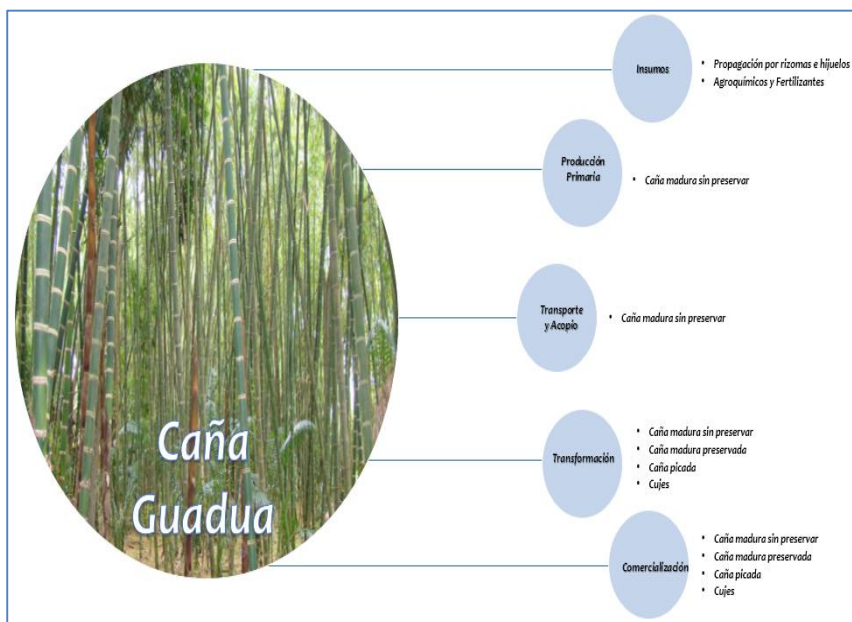 Insumos
• Propagación por rizomas e hijuelos
• Agroquímicos y Fertilizantes
Producción
Primaria
• Caña madura sin preservar
Transporte
y Acopio
• Caña madura sin preservar
Caña
Guadua
Transformación
• Caña madura sin preservar
• Caña madura preservada
• Caña picada
• Cujes
Comercialización
• Caña madura sin preservar
• Caña madura preservada
• Caña picada
• Cujes